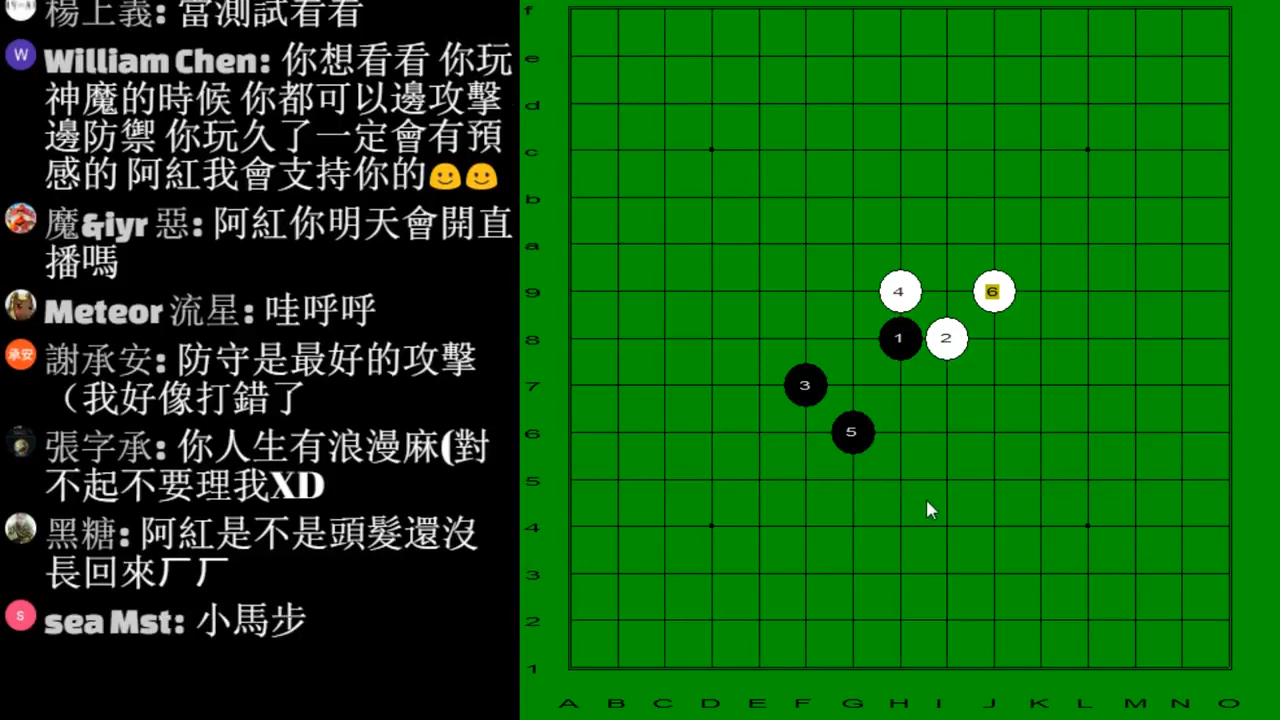 楊上義: 當測試看看
W
William Chen: 你想看看 你玩
神魔的時候 你都可以邊攻擊
邊防禦 你玩久了一定會有預
感的 阿紅我會支持你的🙂🙂
魔&iyr 惡: 阿紅你明天會開直
播嗎
Meteor 流星: 哇呼呼
承安
謝承安: 防守是最好的攻擊
（我好像打錯了
張字承: 你人生有浪漫麻(對
不起不要理我XD
黑糖: 阿紅是不是頭髮還沒
長回來厂厂
S
sea Mst: 小馬步
f
e
d
c
b
a
9
8
7
6
5
4
3
2
1
4
6
1
2
3
5
A B C D E F G H I J K L M N O